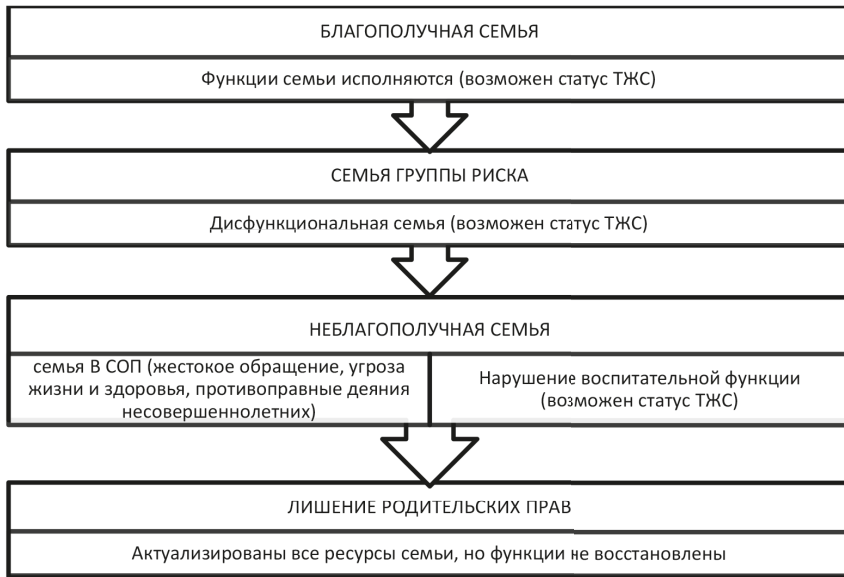 БЛАГОПОЛУЧНАЯ СЕМЬЯ
Функции семьи исполняются (возможен статус ТЖС)
СЕМЬЯ ГРУППЫ РИСКА
Дисфункциональная семья (возможен статус ТЖС)
НЕБЛАГОПОЛУЧНАЯ СЕМЬЯ
семья В СОП (жестокое обращение, угроза
жизни и здоровья, противоправные деяния
несовершеннолетних)
Нарушение воспитательной функции
(возможен статус ТЖС)
ЛИШЕНИЕ РОДИТЕЛЬСКИХ ПРАВ
Актуализированы все ресурсы семьи, но функции не восстановлены